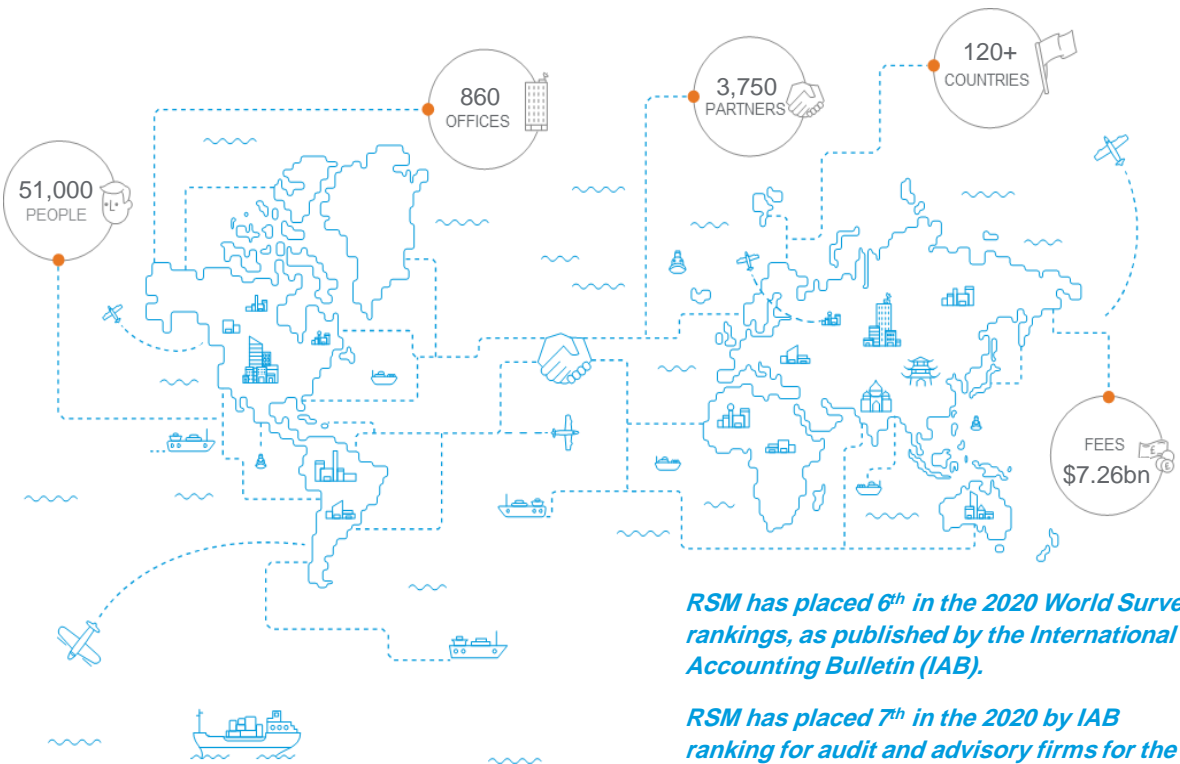 120+
COUNTRIES
3,750
PARTNERS
860
OFFICES
51,000
PEOPLE
FEES
$7.26bn
RSM has placed 6th in the 2020 World Surve
rankings, as published by the International
Accounting Bulletin (IAB).
RSM has placed 7th in the 2020 by IAB
ranking for audit and advisory firms for the